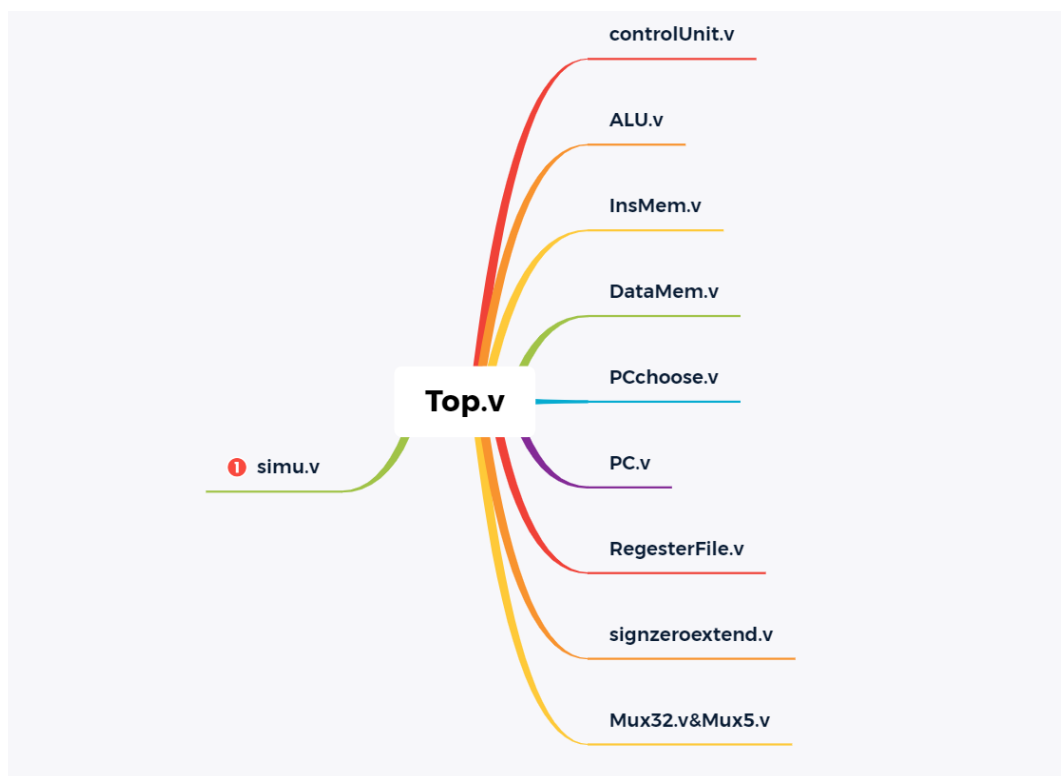 controlUnit.v
ALU.v
InsMem.v
DataMem.v
PCchoose.v
Top.v
PC.v
1 simu.v
RegesterFile.v
signzeroextend.v
Mux32.v&Mux5.v